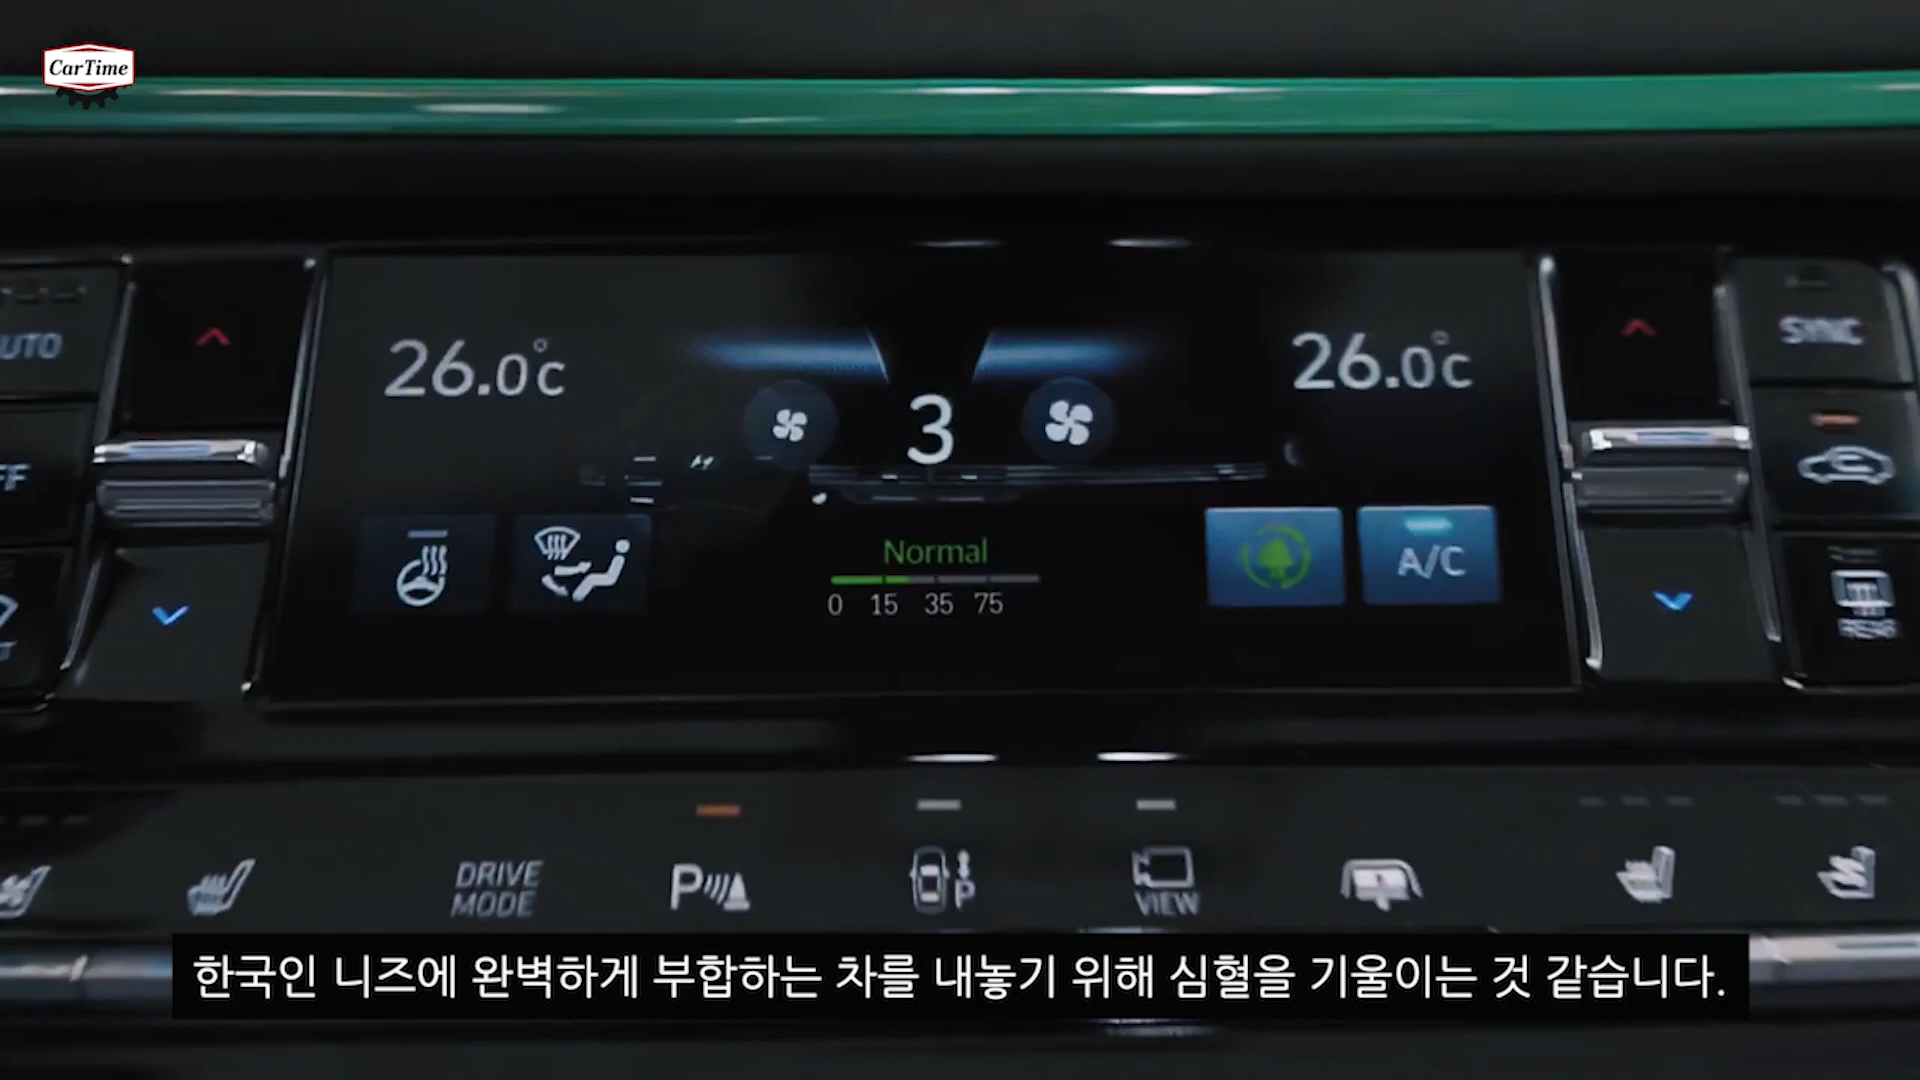 CarTime
SYNC
26.0°c
3
26.0°c
A/C
Normal
0 15 35 75
REAR
DRIVE
MODE
P
P
VIEW
한국인 니즈에 완벽하게 부합하는 차를 내놓기 위해 심혈을 기울이는 것 같습니다.